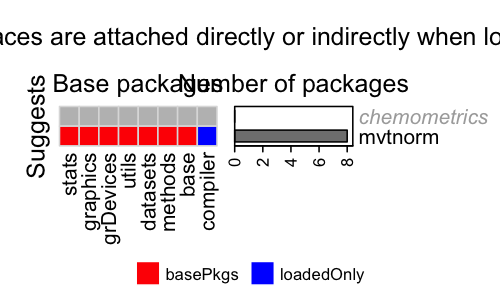 aces are attached directly or indirectly when lo
Base packages
Number of packages
Suggests
chemometrics
mvtnorm
0 2 4 6 8
stats
graphics
grDevices
utils
datasets
methods
base
compiler
basePkgs
loadedOnly